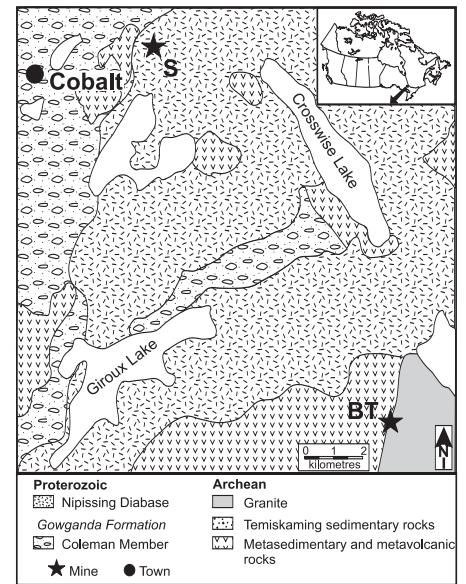 S
Cobalt
Crosswise Lake
Giroux Lake
BT
0 1 2
kilometres
N
Proterozoic
Nipissing Diabase
Gowganda Formation
Coleman Member
Mine
Town
Archean
Granite
Temiskaming sedimentary rocks
Metasedimentary and metavolcanic
rocks